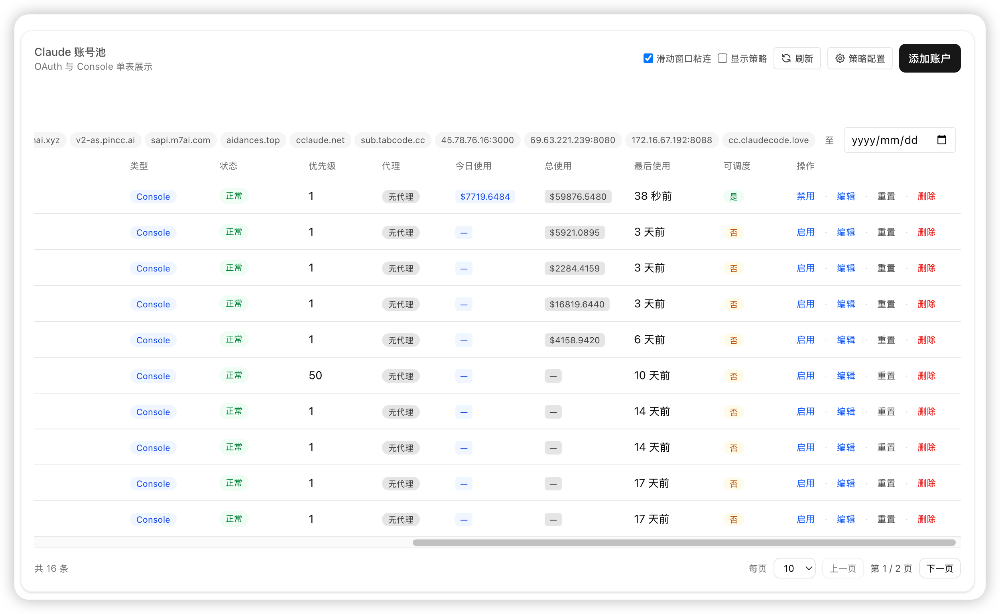 Claude 账号池
OAuth 与 Console 单表展示
滑动窗口粘连 显示策略 刷新 策略配置 添加账户
ai.xyz v2-as.pincc.ai sapi.m7ai.com aidances.top cclaude.net sub.tabcode.cc 45.78.76.16:3000 69.63.221.239:8080 172.16.67.192:8088 cc.claudecode.love 至 yyyy/mm/dd
类型 状态 优先级 代理 今日使用 总使用 最后使用 可调度 操作
Console 正常 1 无代理 $7719.6484 $59876.5480 38 秒前 是 禁用 · 编辑 · 重置 · 删除
Console 正常 1 无代理 — $5921.0895 3 天前 否 启用 · 编辑 · 重置 · 删除
Console 正常 1 无代理 — $2284.4159 3 天前 否 启用 · 编辑 · 重置 · 删除
Console 正常 1 无代理 — $16819.6440 3 天前 否 启用 · 编辑 · 重置 · 删除
Console 正常 1 无代理 — $4158.9420 6 天前 否 启用 · 编辑 · 重置 · 删除
Console 正常 50 无代理 — — 10 天前 否 启用 · 编辑 · 重置 · 删除
Console 正常 1 无代理 — — 14 天前 否 启用 · 编辑 · 重置 · 删除
Console 正常 1 无代理 — — 14 天前 否 启用 · 编辑 · 重置 · 删除
Console 正常 1 无代理 — — 17 天前 否 启用 · 编辑 · 重置 · 删除
Console 正常 1 无代理 — — 17 天前 否 启用 · 编辑 · 重置 · 删除
共 16 条 每页 10 上一页 第 1 / 2 页 下一页